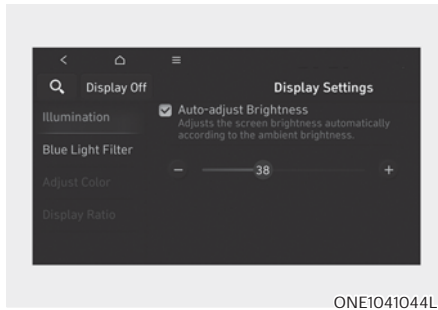 Display Off
Display Settings
Illumination
Auto-adjust Brightness
Adjusts the screen brightness automatically
according to the ambient brightness.
Blue Light Filter
38
Adjust Color
Display Ratio
ONE1041044L